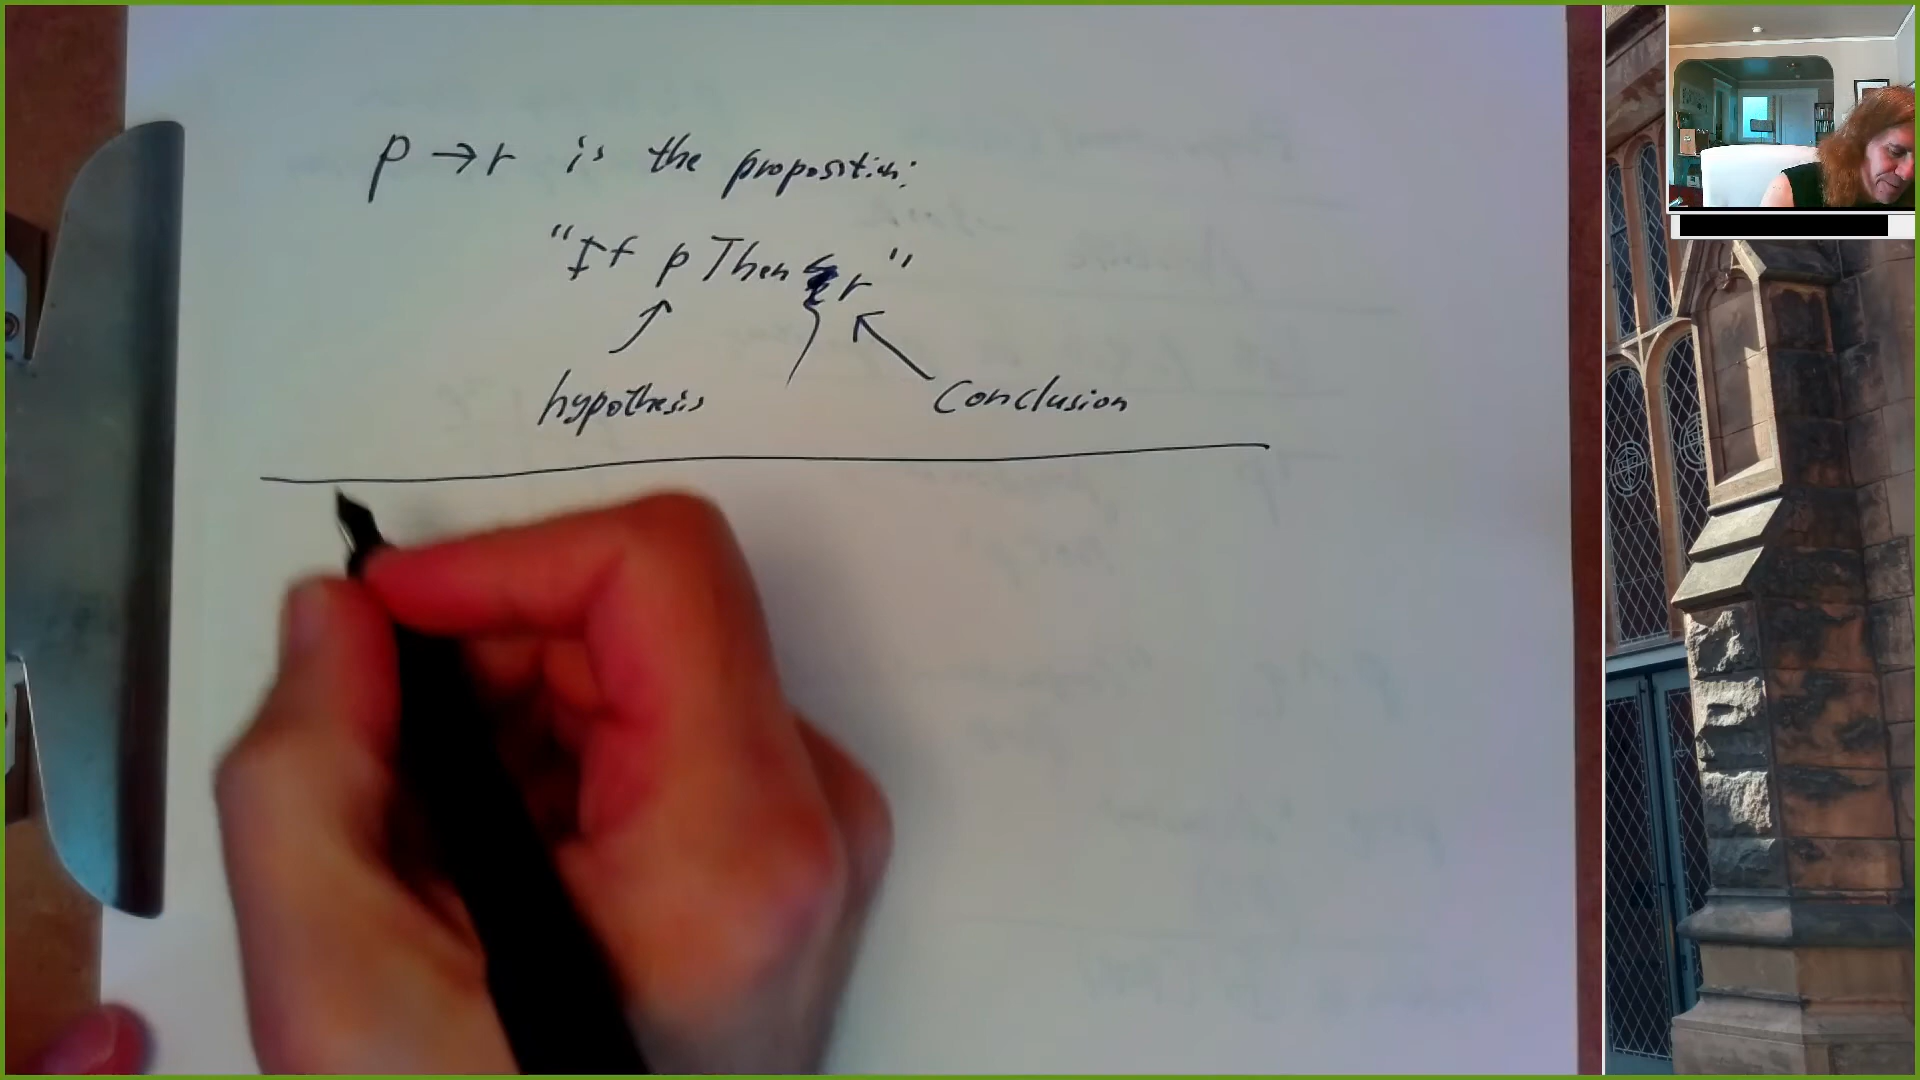 p → r is the proposition:
"If p Then r"
hypothesis Conclusion